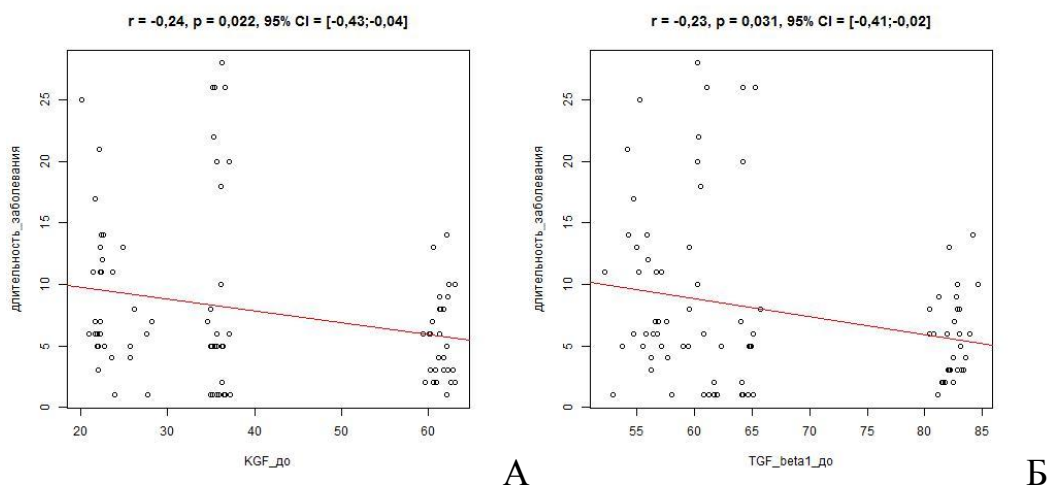 r = -0,24, p = 0,022, 95% CI = [-0,43;-0,04]
длительность_заболевания
25
20
15
10
5
0
20 30 40 50 60
KGF_до
А
r = -0,23, p = 0,031, 95% CI = [-0,41;-0,02]
длительность_заболевания
25
20
15
10
5
0
55 60 65 70 75 80 85
TGF_beta1_до
Б